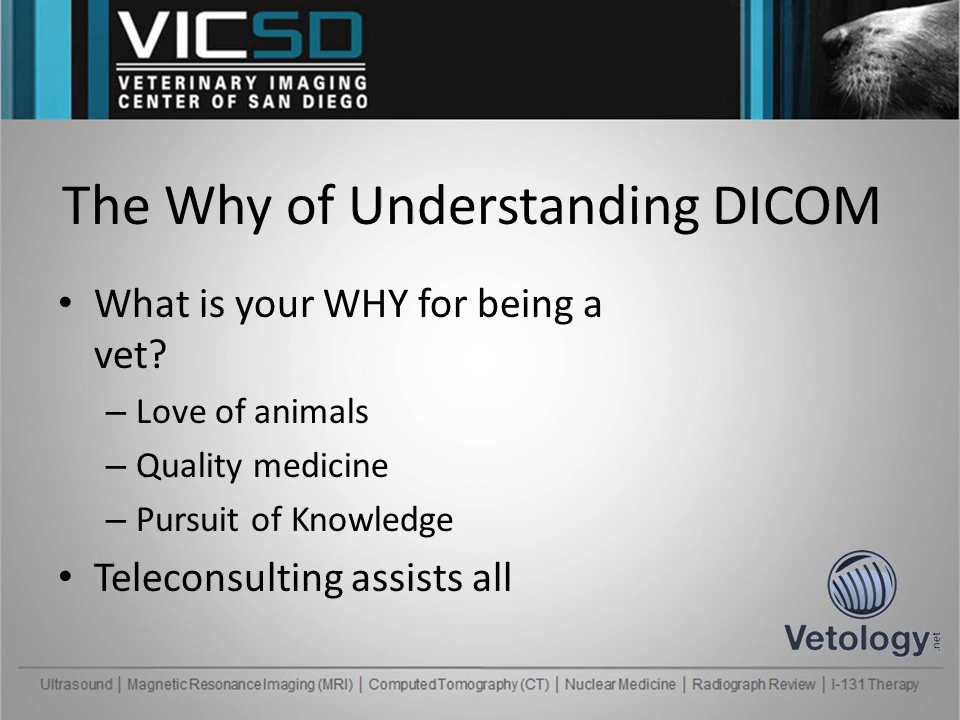 VICSD
VETERINARY IMAGING
CENTER OF SAN DIEGO
The Why of Understanding DICOM
• What is your WHY for being a
vet?
– Love of animals
– Quality medicine
– Pursuit of Knowledge
• Teleconsulting assists all
Vetology.net
Ultrasound | Magnetic Resonance Imaging (MRI) | Computed Tomography (CT) | Nuclear Medicine | Radiograph Review | I-131 Therapy